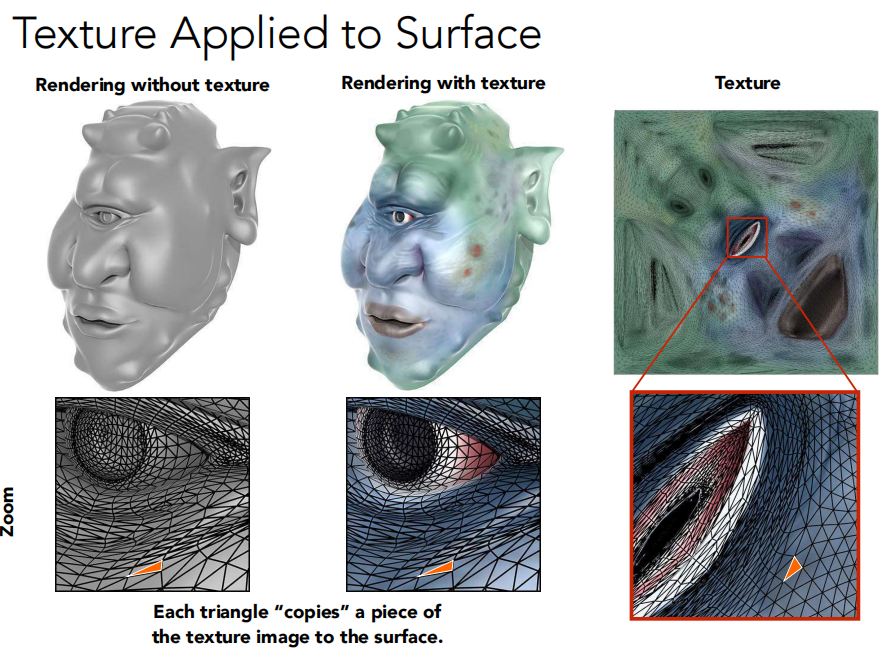 Texture Applied to Surface
Rendering without texture
Rendering with texture
Texture
Zoom
Each triangle “copies” a piece of
the texture image to the surface.